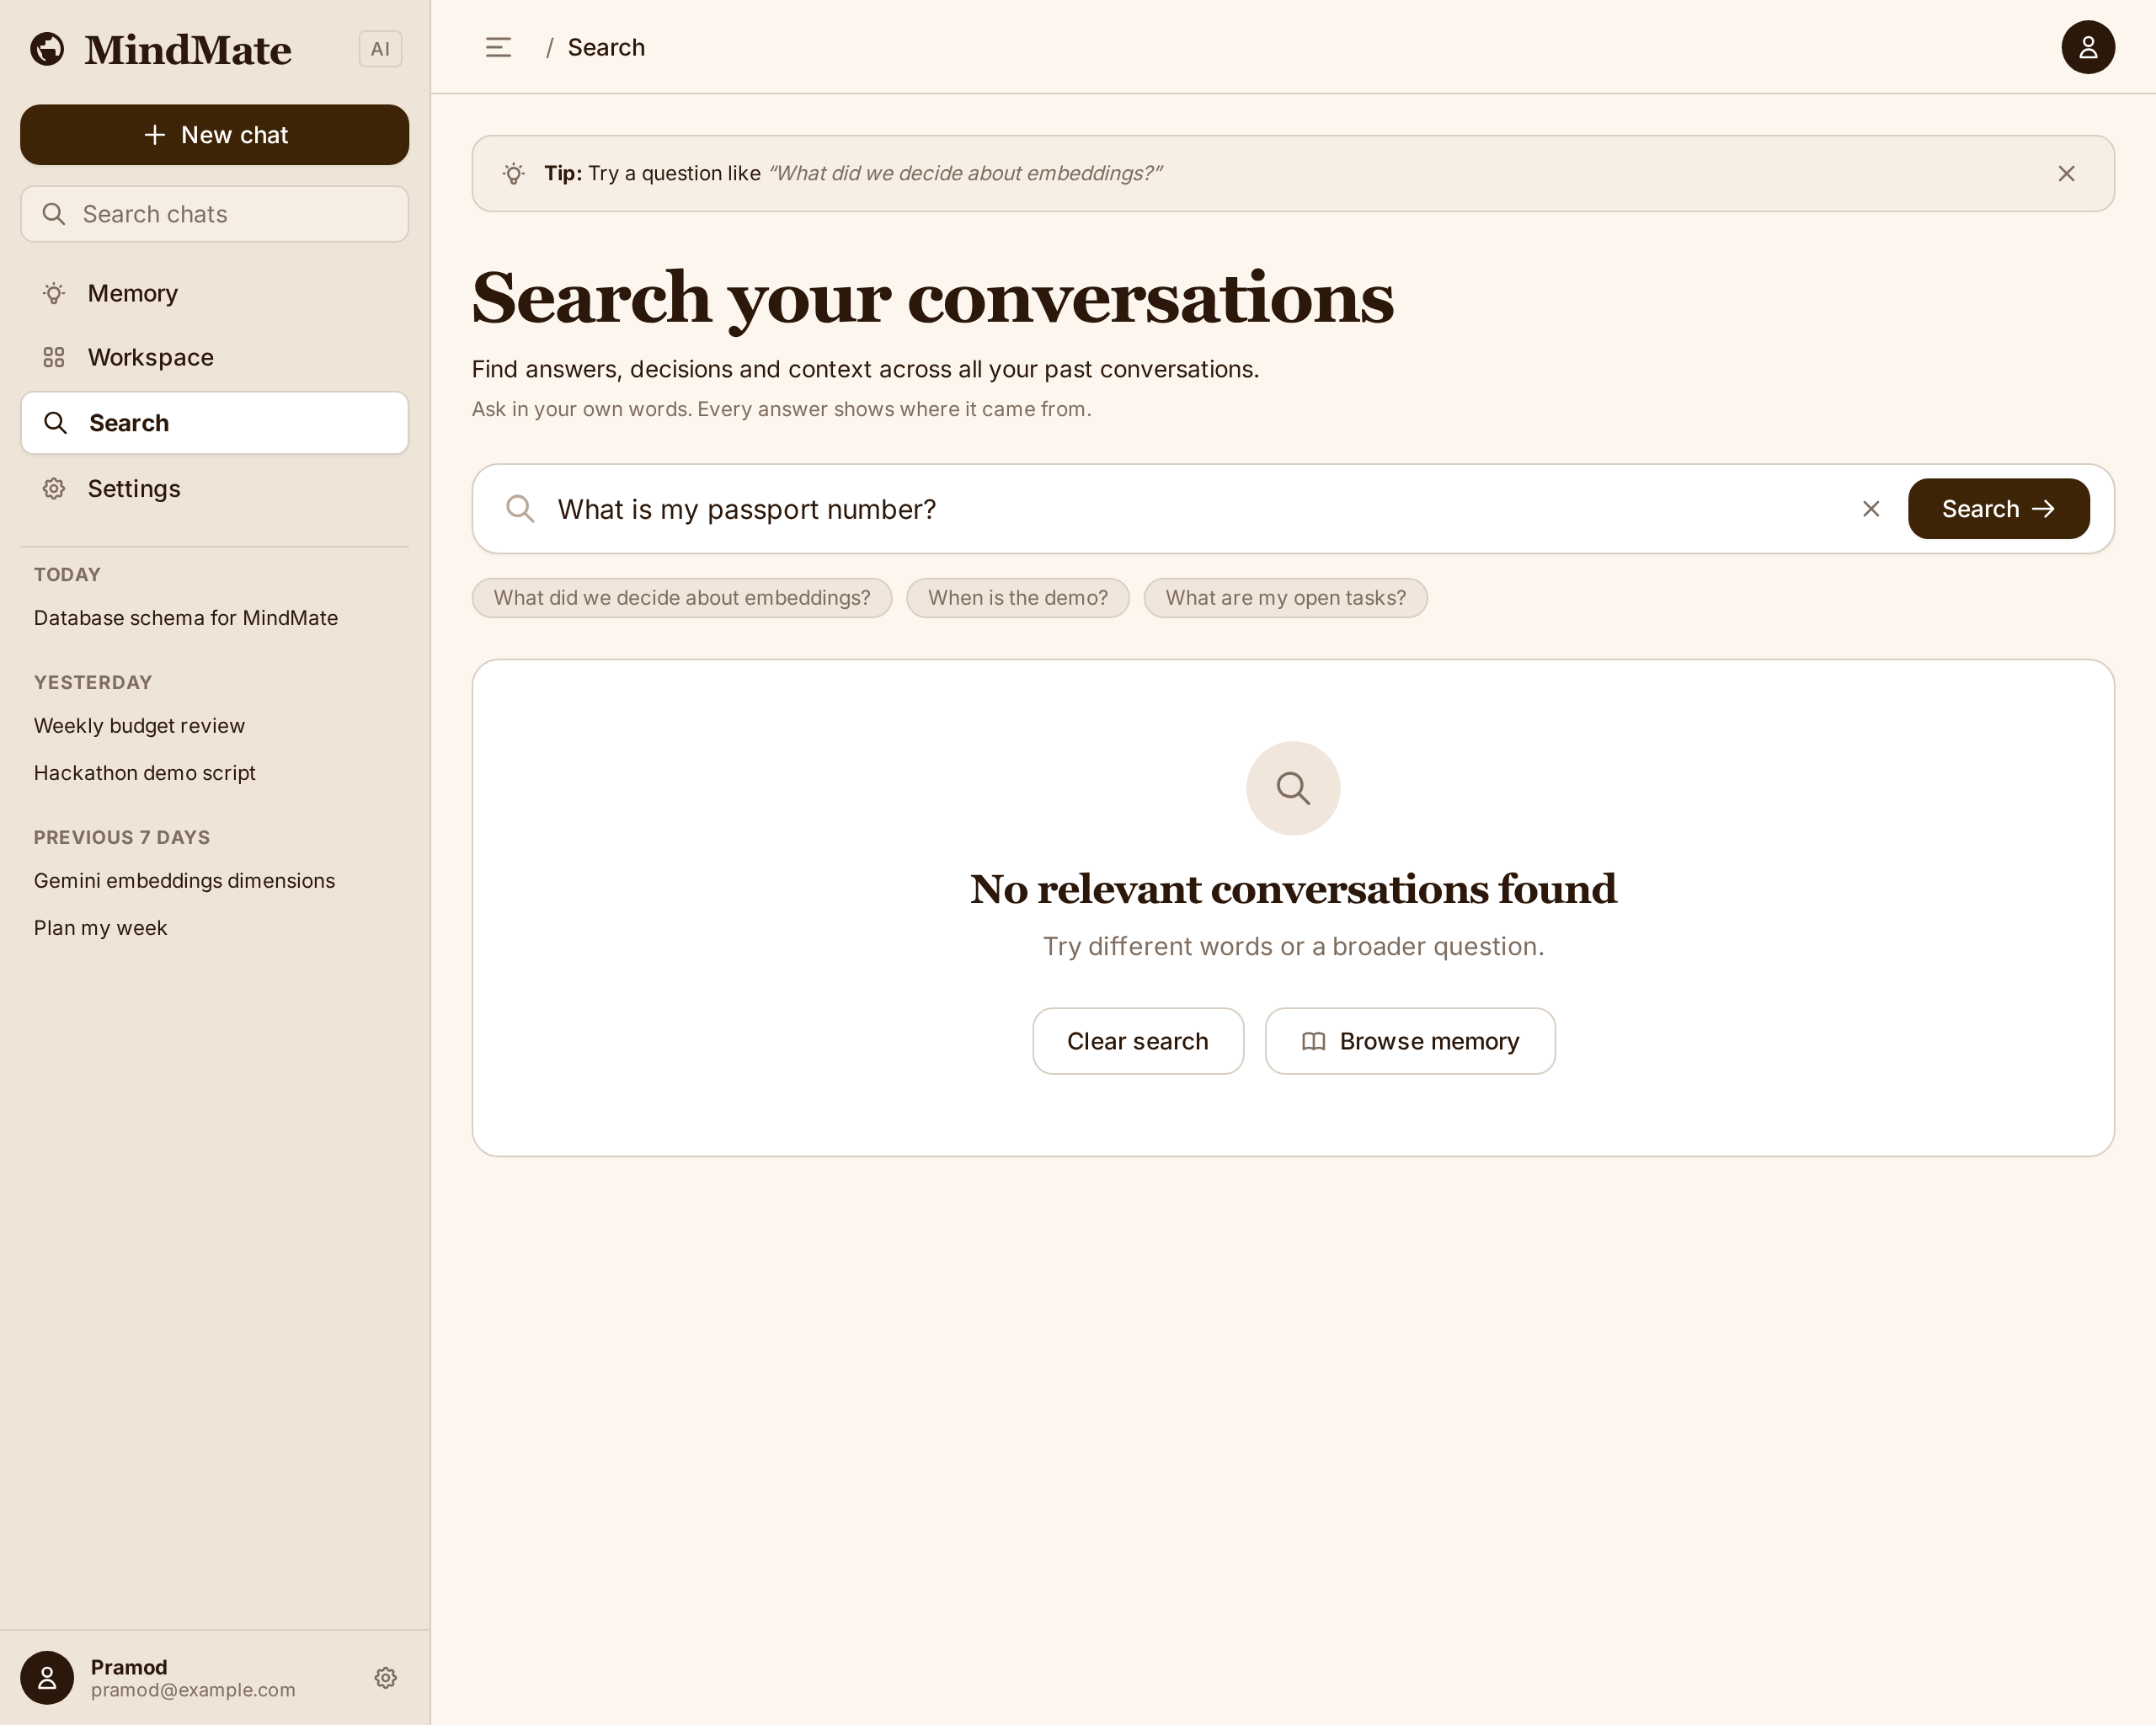 MindMate
AI
New chat
Search chats
Memory
Workspace
Search
Settings
TODAY
Database schema for MindMate
YESTERDAY
Weekly budget review
Hackathon demo script
PREVIOUS 7 DAYS
Gemini embeddings dimensions
Plan my week
Pramod
pramod@example.com
/ Search
Tip: Try a question like “What did we decide about embeddings?”
Search your conversations
Find answers, decisions and context across all your past conversations.
Ask in your own words. Every answer shows where it came from.
What is my passport number?
Search
What did we decide about embeddings?
When is the demo?
What are my open tasks?
No relevant conversations found
Try different words or a broader question.
Clear search
Browse memory